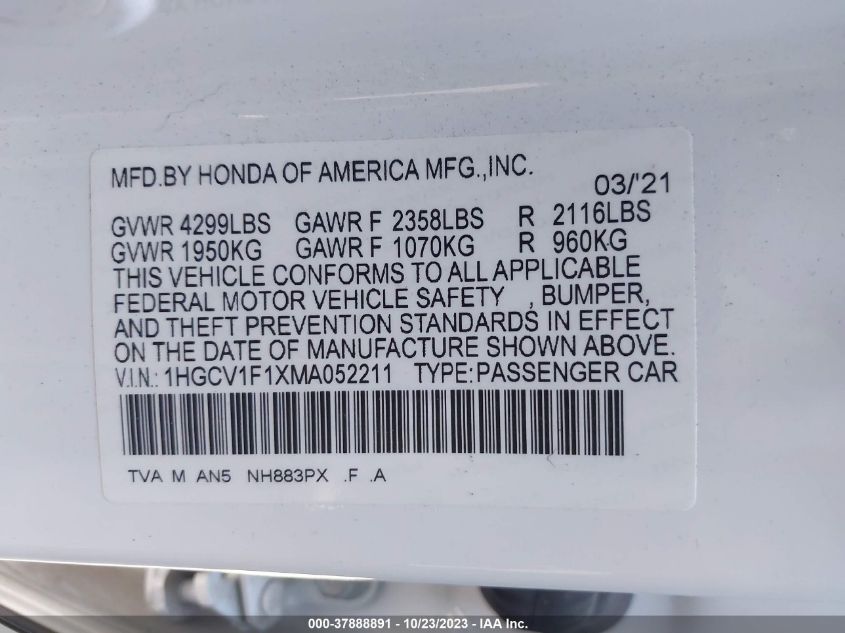 MFD.BY HONDA OF AMERICA MFG.,INC. 03/'21
GVWR 4299LBS GAWR F 2358LBS R 2116LBS
GVWR 1950KG GAWR F 1070KG R 960KG
THIS VEHICLE CONFORMS TO ALL APPLICABLE
FEDERAL MOTOR VEHICLE SAFETY , BUMPER,
AND THEFT PREVENTION STANDARDS IN EFFECT
ON THE DATE OF MANUFACTURE SHOWN ABOVE.
V.I.N.: 1HGCV1F1XMA052211 TYPE:PASSENGER CAR
TVA M AN5 NH883PX .F .A
000-37888891 - 10/23/2023 - IAA Inc.